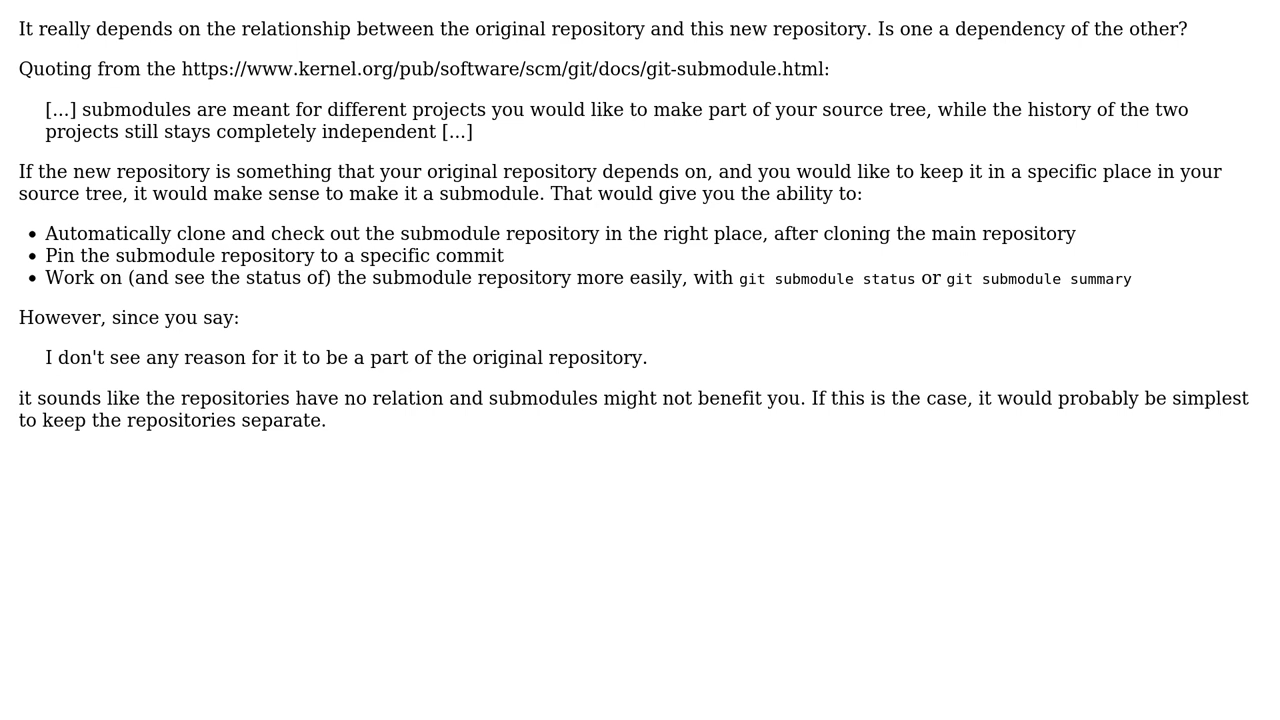 It really depends on the relationship between the original repository and this new repository. Is one a dependency of the other?
Quoting from the https://www.kernel.org/pub/software/scm/git/docs/git-submodule.html:
[...] submodules are meant for different projects you would like to make part of your source tree, while the history of the two
projects still stays completely independent [...]
If the new repository is something that your original repository depends on, and you would like to keep it in a specific place in your
source tree, it would make sense to make it a submodule. That would give you the ability to:
• Automatically clone and check out the submodule repository in the right place, after cloning the main repository
• Pin the submodule repository to a specific commit
• Work on (and see the status of) the submodule repository more easily, with git submodule status or git submodule summary
However, since you say:
I don't see any reason for it to be a part of the original repository.
it sounds like the repositories have no relation and submodules might not benefit you. If this is the case, it would probably be simplest
to keep the repositories separate.